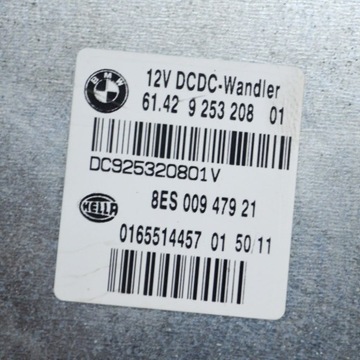 BMW
12V DCDC-Wandler
61.42 9 253 208 01
DC925320801V
HELLA
8ES 009 479 21
0165514457 01 50/11